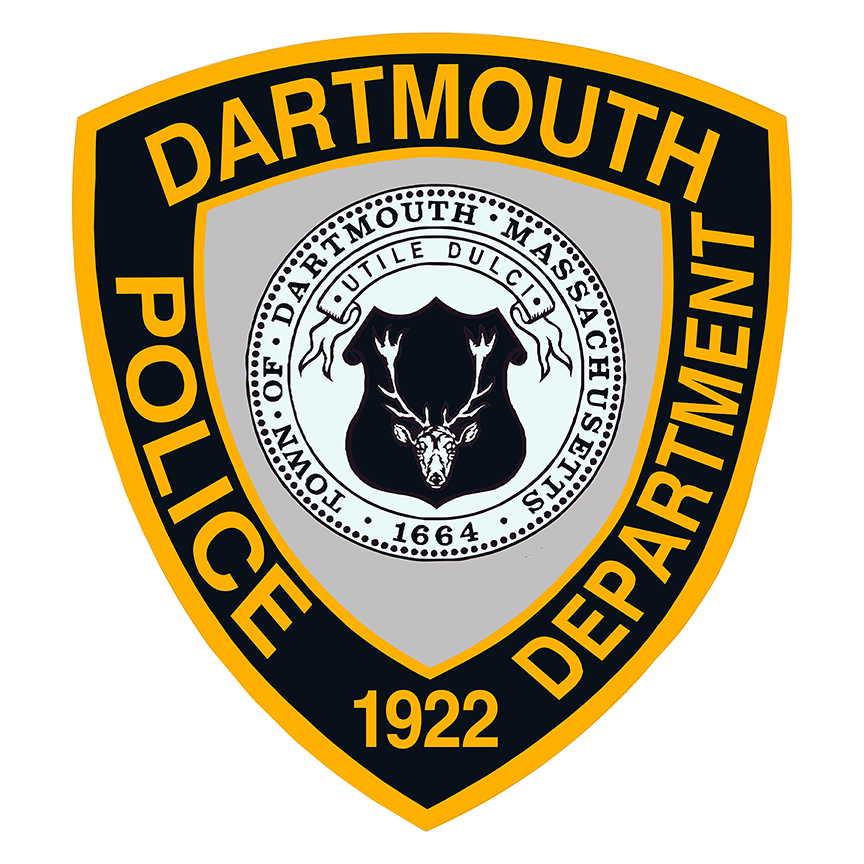 DARTMOUTH
POLICE
DEPARTMENT
1922
TOWN · OF · DARTMOUTH · MASSACHUSETTS ·
· UTILE DULCI ·
1664 ·